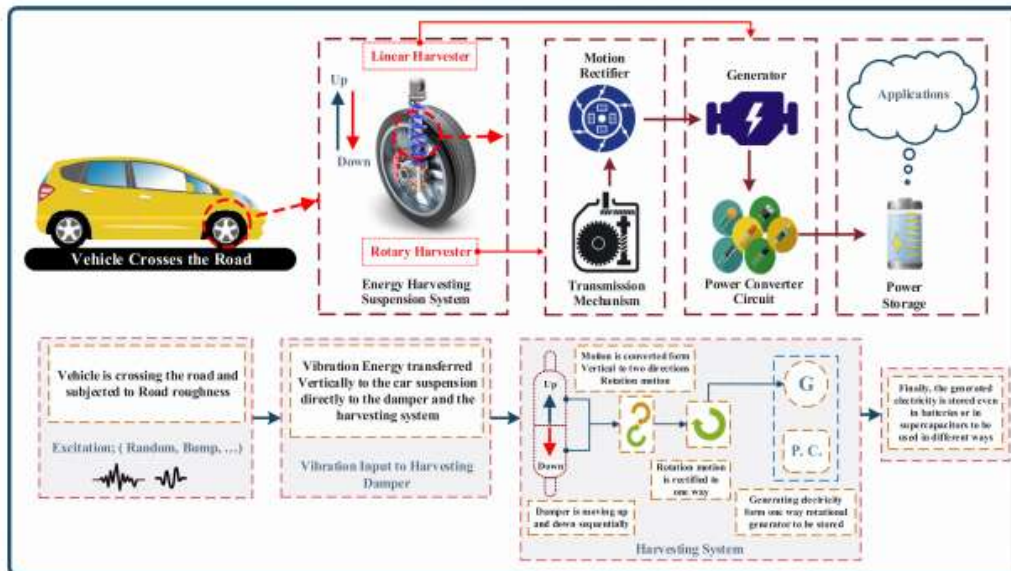 Linear Harvester
Up
Down
Rotary Harvester
Energy Harvesting
Suspension System
Vehicle Crosses the Road
Motion
Rectifier
Transmission
Mechanism
Generator
Power Converter
Circuit
Applications
Power
Storage
Vehicle is crossing the road and
subjected to Road roughness
Excitation; ( Random, Bump, ...)
Vibration Energy transferred
Vertically to the car suspension
directly to the damper and the
harvesting system
Vibration Input to Harvesting
Damper
Up
Down
Damper is moving up
and down sequentially
Motion is converted form
Vertical to two directions
Rotation motion
Rotation motion
is rectified to
one way
G
P. C.
Generating electricity
form one way rotational
generator to be stored
Harvesting System
Finally, the generated
electricity is stored even
in batteries or in
supercapacitors to be
used in different ways